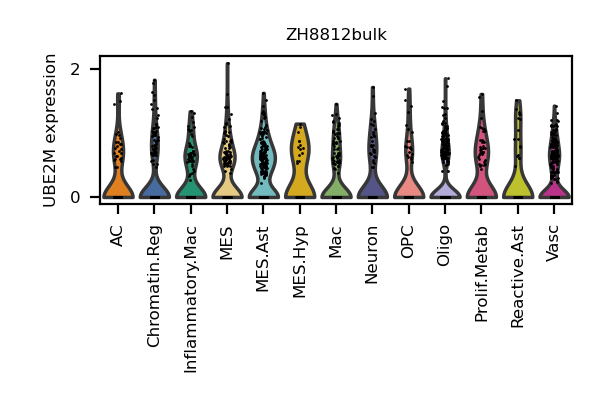 ZH8812bulk
UBE2M expression
2
0
AC
Chromatin.Reg
Inflammatory.Mac
MES
MES.Ast
MES.Hyp
Mac
Neuron
OPC
Oligo
Prolif.Metab
Reactive.Ast
Vasc